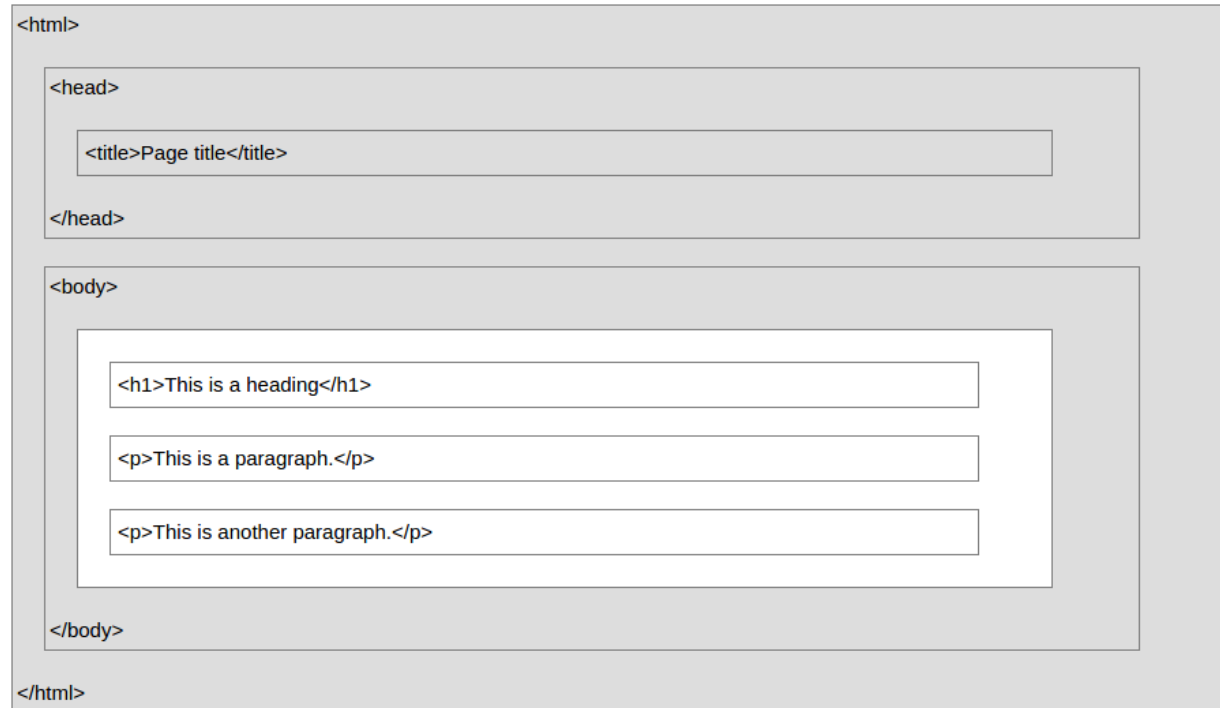 <html>
<head>
<title>Page title</title>
</head>
<body>
<h1>This is a heading</h1>
<p>This is a paragraph.</p>
<p>This is another paragraph.</p>
</body>
</html>